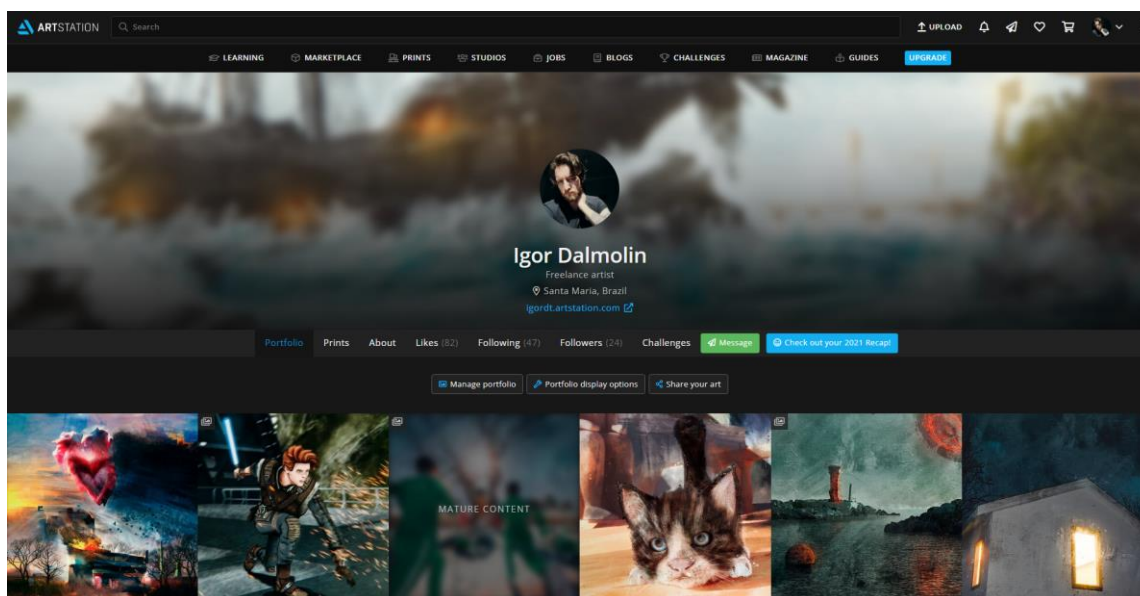 ARTSTATION
Search
UPLOAD
LEARNING MARKETPLACE PRINTS STUDIOS JOBS BLOGS CHALLENGES MAGAZINE GUIDES UPGRADE
Igor Dalmolin
Freelance artist
Santa Maria, Brazil
igordt.artstation.com
Portfolio Prints About Likes (82) Following (47) Followers (24) Challenges Message Check out your 2021 Recap!
Manage portfolio Portfolio display options Share your art
MATURE CONTENT